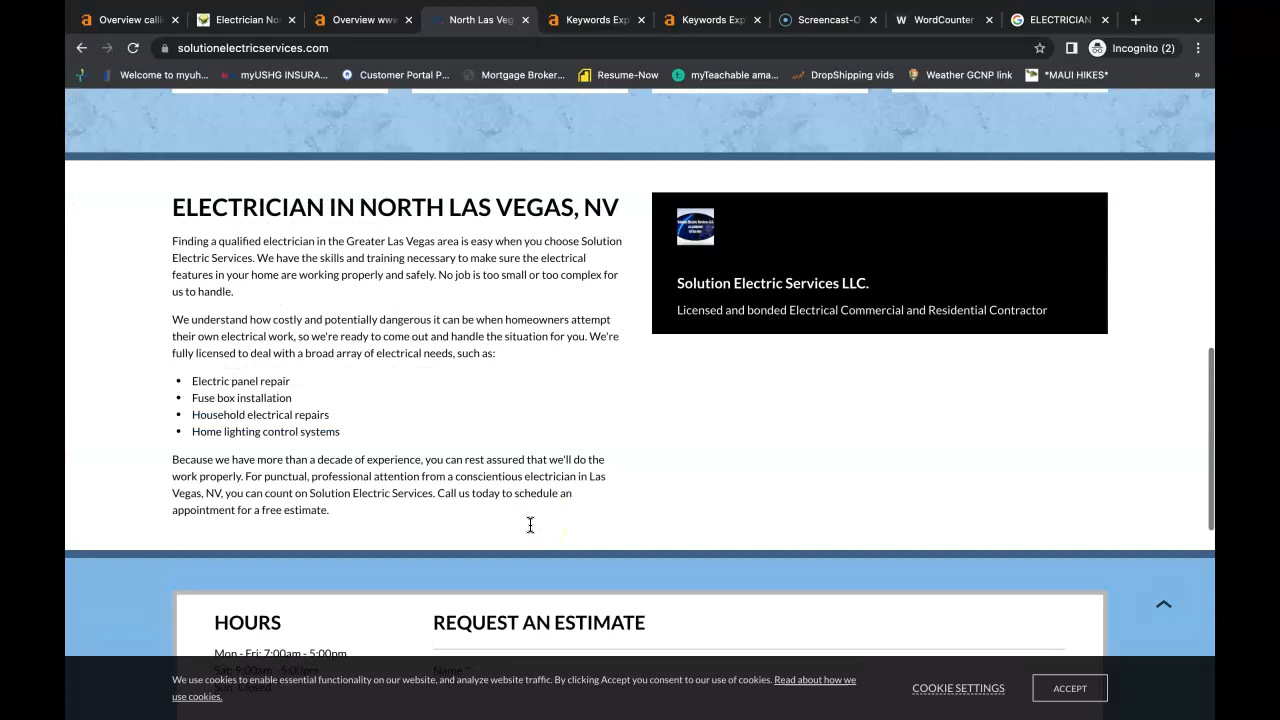 Overview calli
Electrician No
Overview www
North Las Veg
Keywords Exp
Keywords Exp
Screencast-O
WordCounter
ELECTRICIAN
solutionelectricservices.com
Incognito (2)
Welcome to myuh...
myUSHG INSURA...
Customer Portal P...
Mortgage Broker...
Resume-Now
myTeachable ama...
DropShipping vids
Weather GCNP link
*MAUI HIKES*
»
ELECTRICIAN IN NORTH LAS VEGAS, NV
Finding a qualified electrician in the Greater Las Vegas area is easy when you choose Solution
Electric Services. We have the skills and training necessary to make sure the electrical
features in your home are working properly and safely. No job is too small or too complex for
us to handle.
We understand how costly and potentially dangerous it can be when homeowners attempt
their own electrical work, so we're ready to come out and handle the situation for you. We're
fully licensed to deal with a broad array of electrical needs, such as:
• Electric panel repair
• Fuse box installation
• Household electrical repairs
• Home lighting control systems
Because we have more than a decade of experience, you can rest assured that we'll do the
work properly. For punctual, professional attention from a conscientious electrician in Las
Vegas, NV, you can count on Solution Electric Services. Call us today to schedule an
appointment for a free estimate.
Solution Electric Services LLC.
Licensed and bonded Electrical Commercial and Residential Contractor
HOURS
Mon - Fri: 7:00am - 5:00pm
Sat: 9:00am - 5:00pm
Sun: Closed
REQUEST AN ESTIMATE
Name *
We use cookies to enable essential functionality on our website, and analyze website traffic. By clicking Accept you consent to our use of cookies. Read about how we
use cookies.
COOKIE SETTINGS
ACCEPT